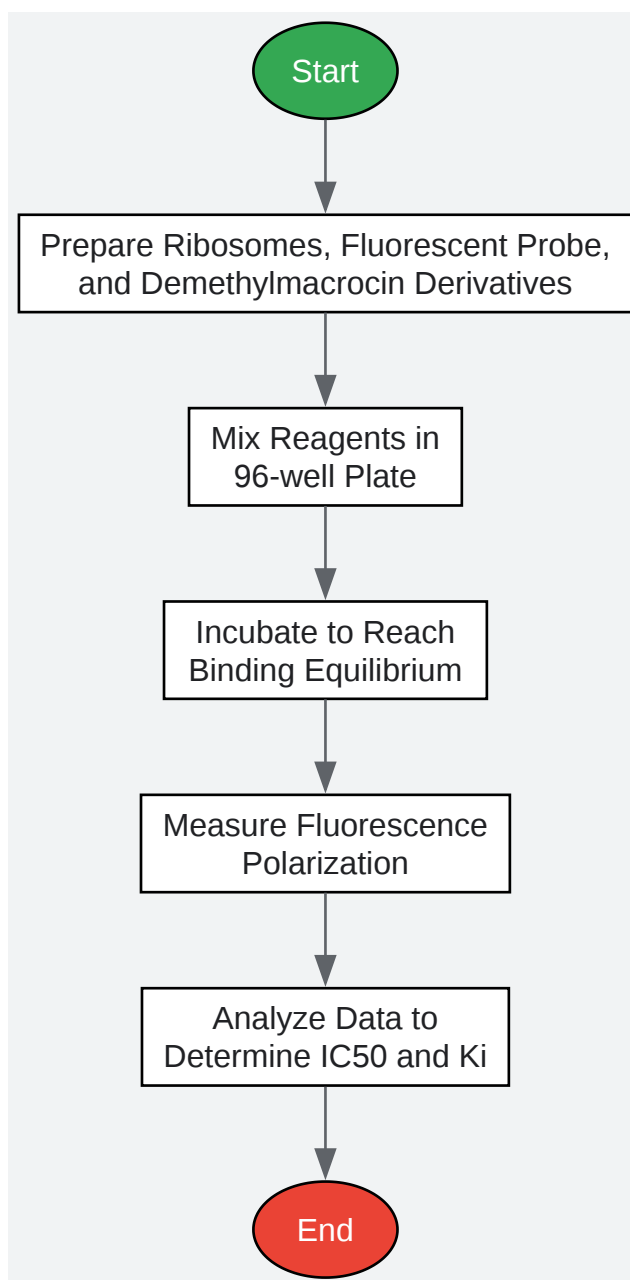 Start
Prepare Ribosomes, Fluorescent Probe,
and Demethylmacrocin Derivatives
Mix Reagents in
96-well Plate
Incubate to Reach
Binding Equilibrium
Measure Fluorescence
Polarization
Analyze Data to
Determine IC50 and Ki
End